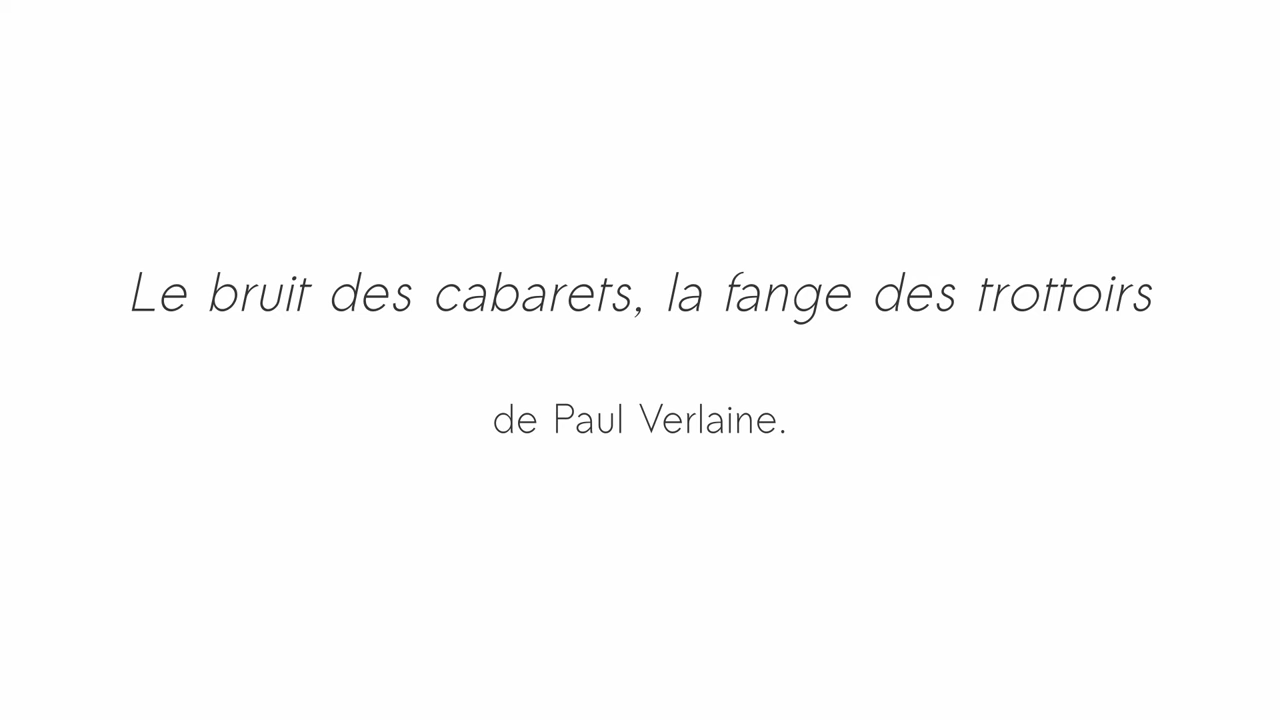 Le bruit des cabarets, la fange des trottoirs
de Paul Verlaine.